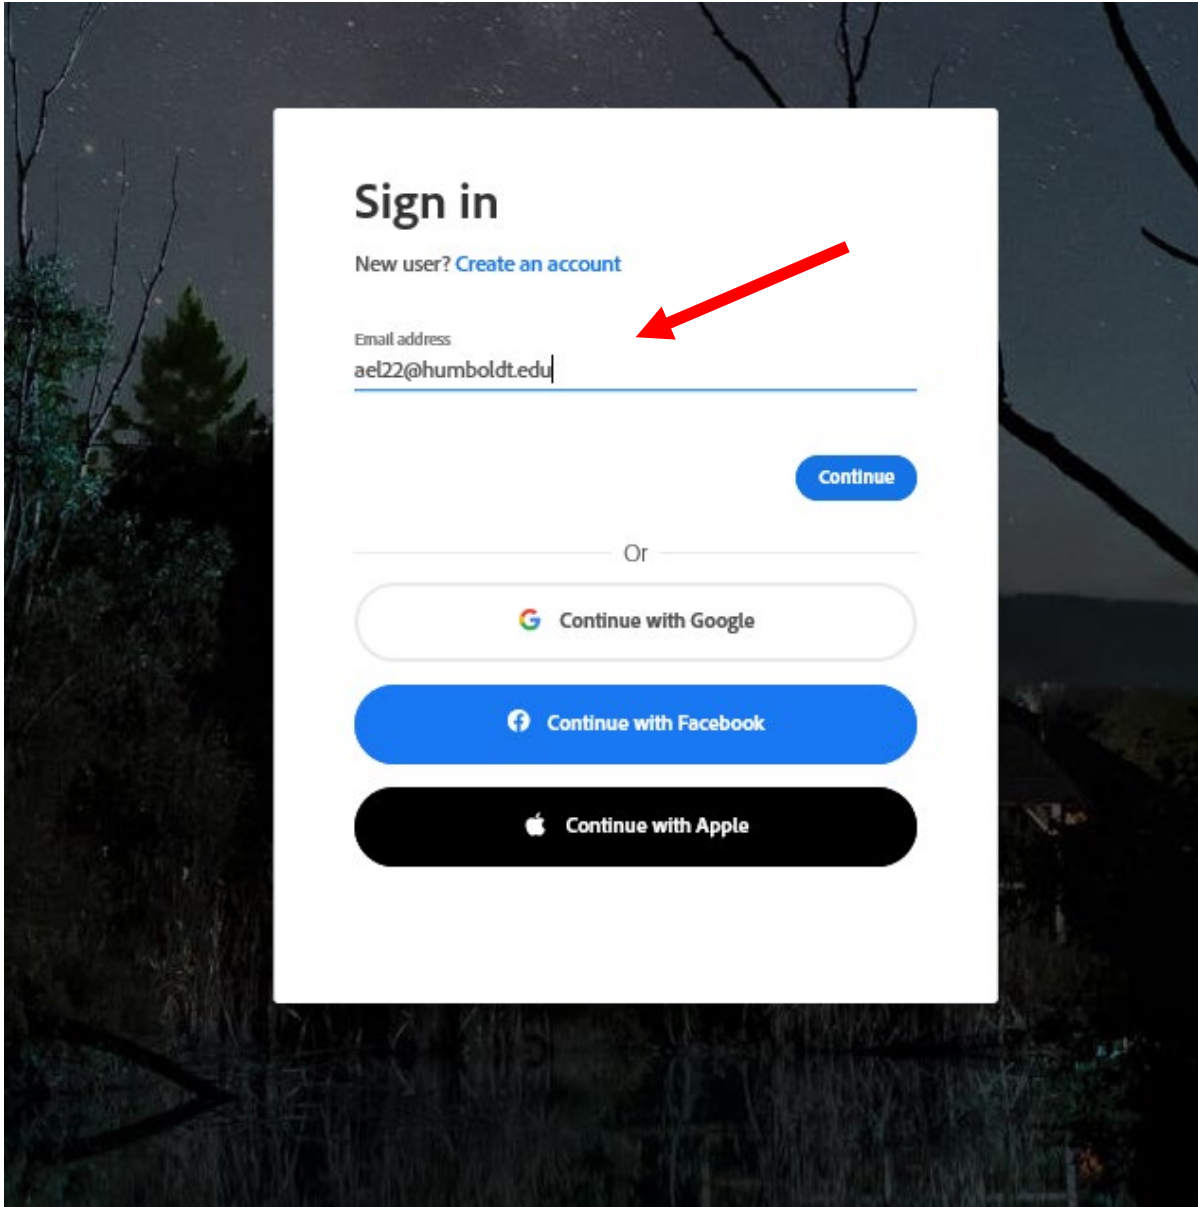 Sign in
New user? Create an account
Email address
ael22@humboldt.edu
Continue
Or
Continue with Google
Continue with Facebook
Continue with Apple